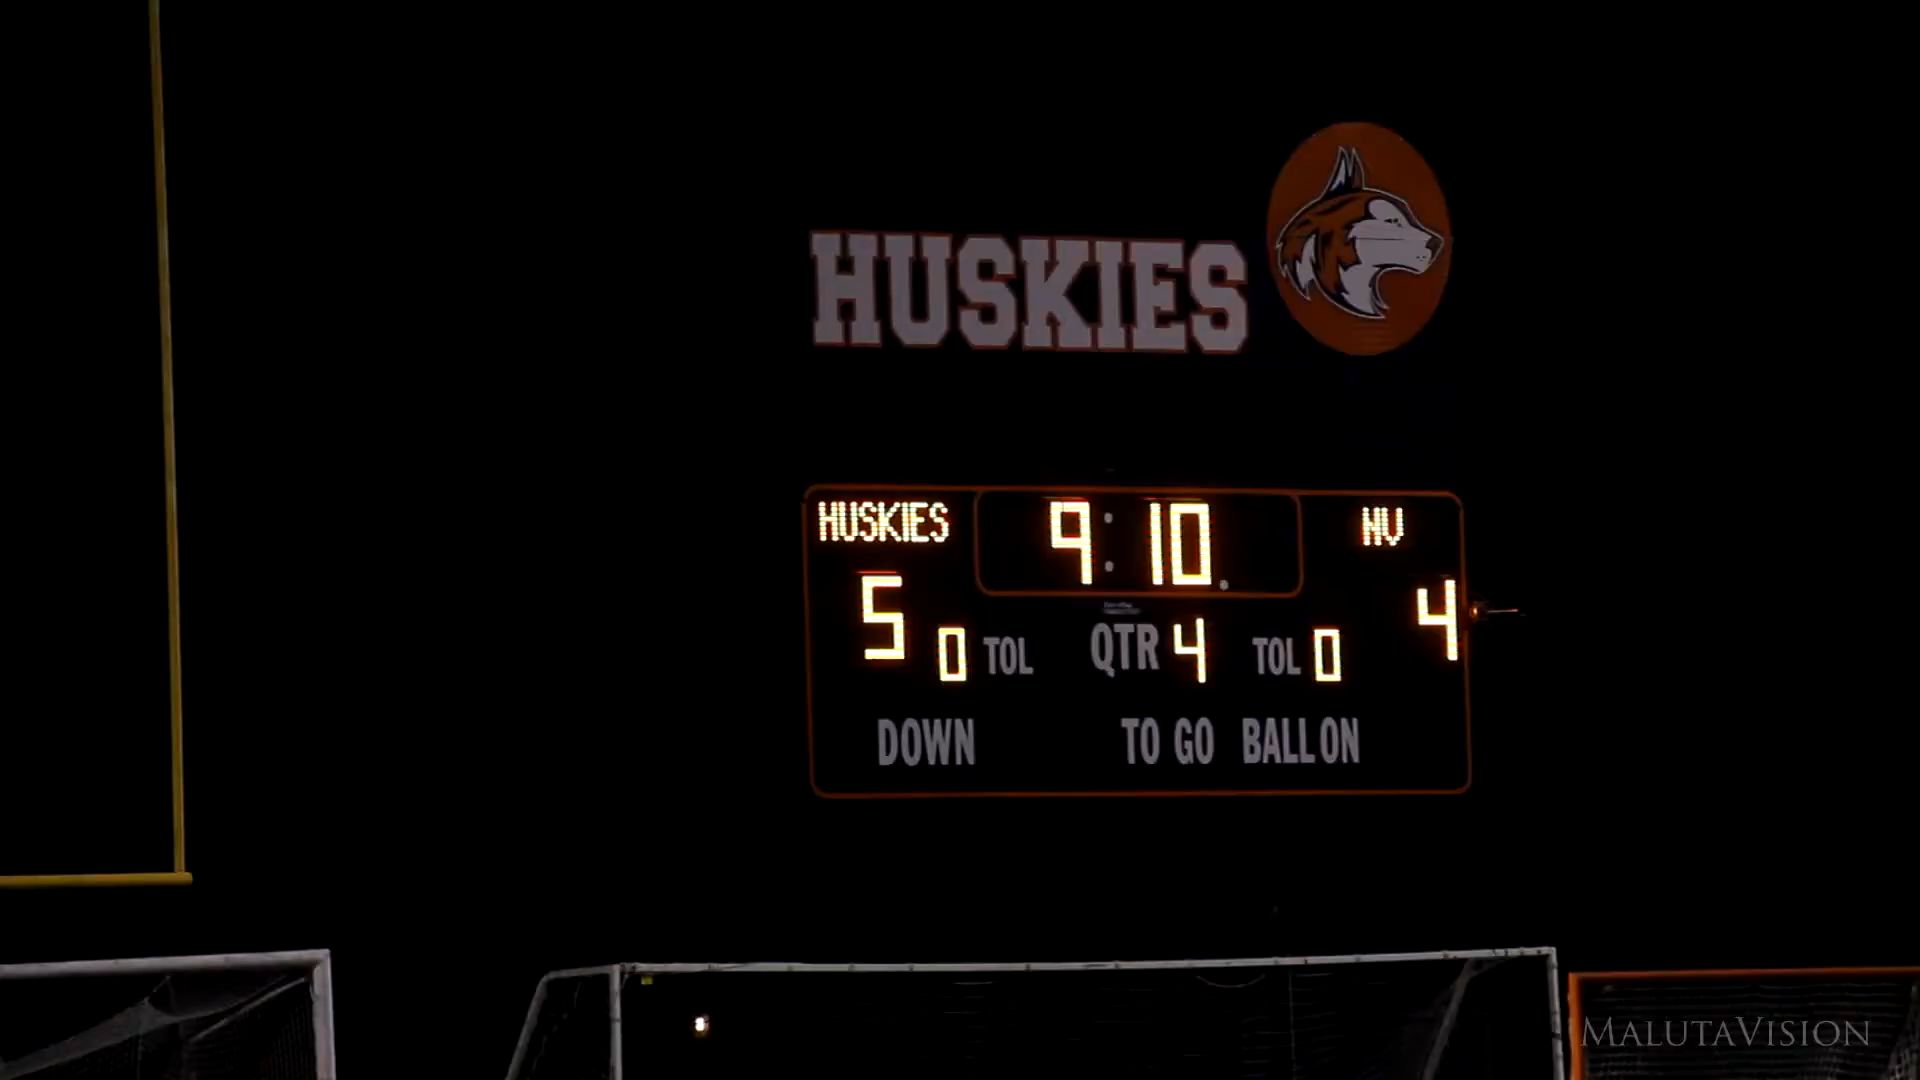 HUSKIES
HUSKIES 9:10. NV
5 0 TOL QTR 4 TOL 0 4
DOWN TO GO BALL ON
MALUTAVISION